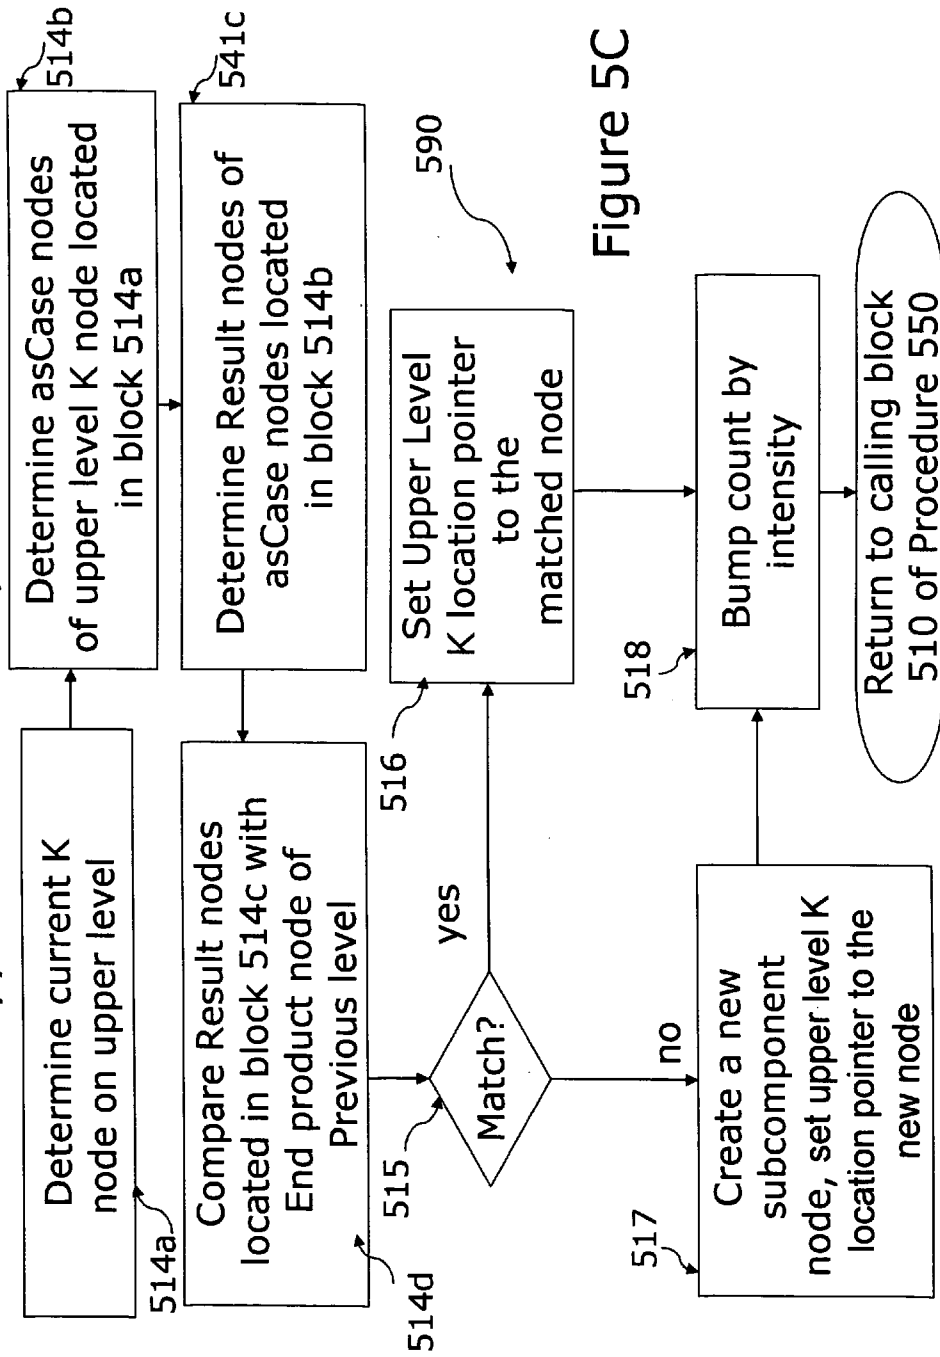 Determine current K
node on upper level
514a
Determine asCase nodes
of upper level K node located
in block 514a
514b
Compare Result nodes
located in block 514c with
End product node of
Previous level
514d
Determine Result nodes of
asCase nodes located
in block 514b
541c
515
Match?
yes
no
516
Set Upper Level
K location pointer
to the
matched node
590
517
Create a new
subcomponent
node, set upper level K
location pointer to the
new node
518
Bump count by
intensity
Return to calling block
510 of Procedure 550
Figure 5C